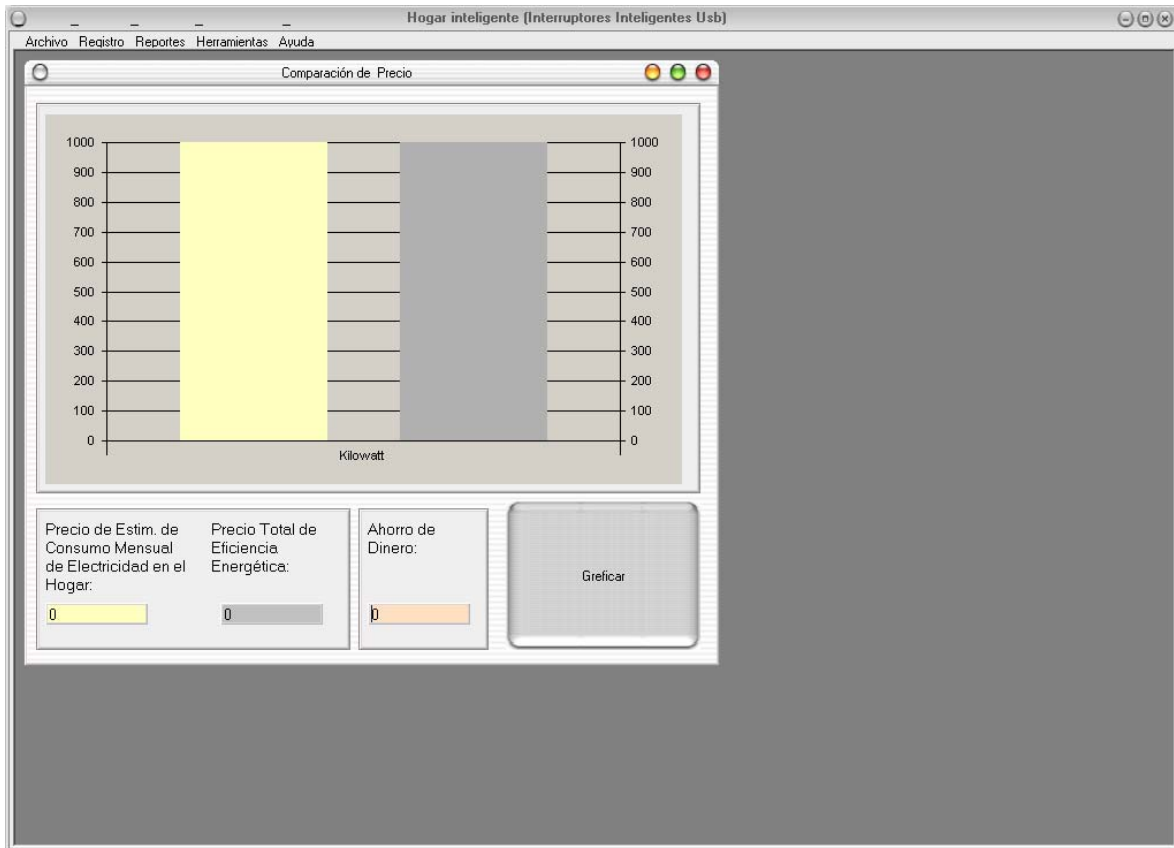 Hogar inteligente (Interruptores Inteligentes Usb)
Archivo Registro Reportes Herramientas Ayuda
Comparación de Precio
1000 1000
900 900
800 800
700 700
600 600
500 500
400 400
300 300
200 200
100 100
0 0
Kilowatt
Precio de Estim. de
Consumo Mensual
de Electricidad en el
Hogar:
0
Precio Total de
Eficiencia
Energética:
0
Ahorro de
Dinero:
0
Greficar